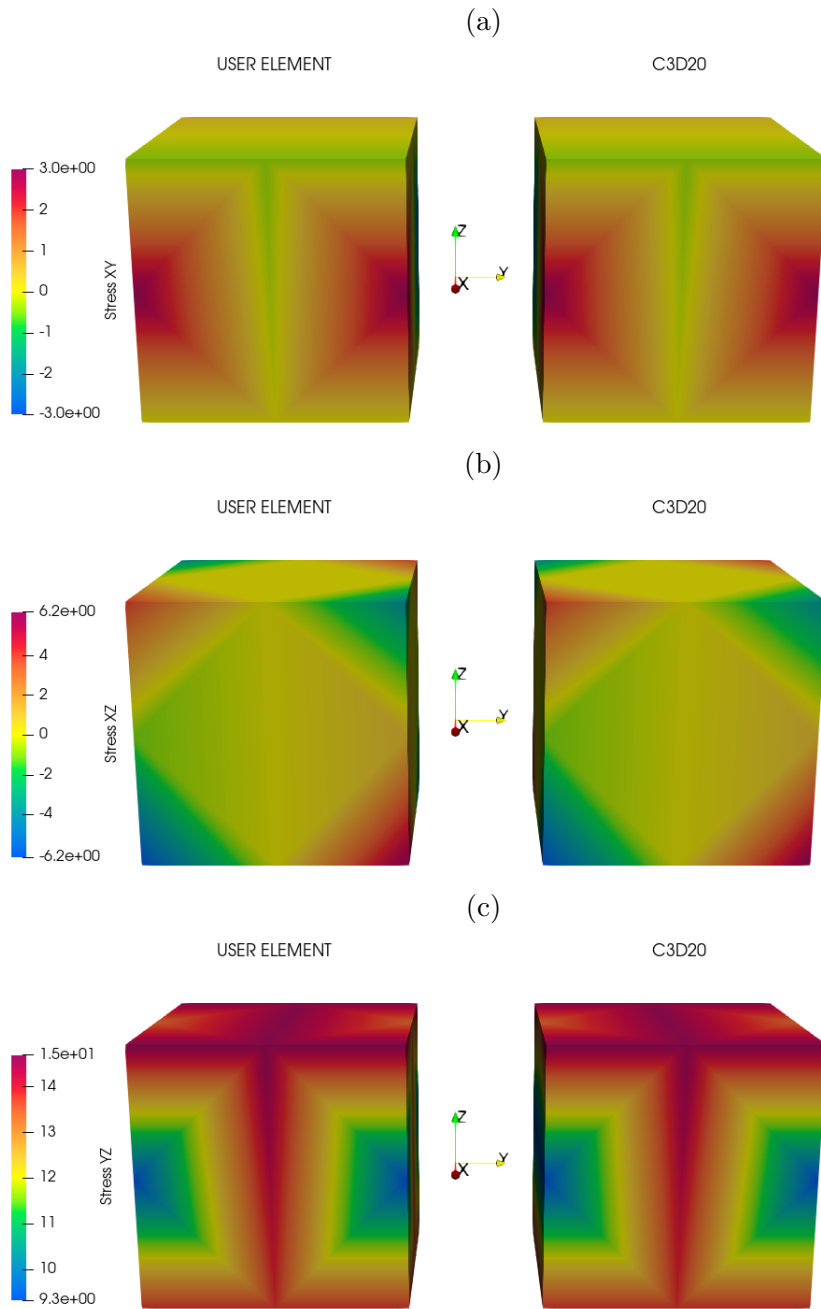 (a)
USER ELEMENT
C3D20
3.0e+00
2
1
0
-1
-2
-3.0e+00
Stress XY
Z
Y
X
(b)
USER ELEMENT
C3D20
6.2e+00
4
2
0
-2
-4
-6.2e+00
Stress XZ
Z
Y
X
(c)
USER ELEMENT
C3D20
1.5e+01
14
13
12
11
10
9.3e+00
Stress YZ
Z
Y
X